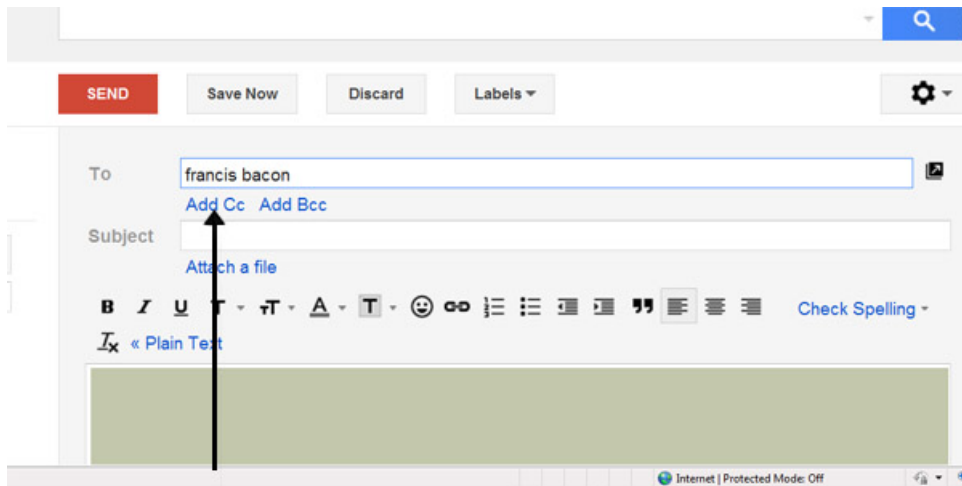 SEND Save Now Discard Labels
To francis bacon
Add Cc Add Bcc
Subject
Attach a file
B I U T T A T Check Spelling
Tx « Plain Text
Internet | Protected Mode: Off